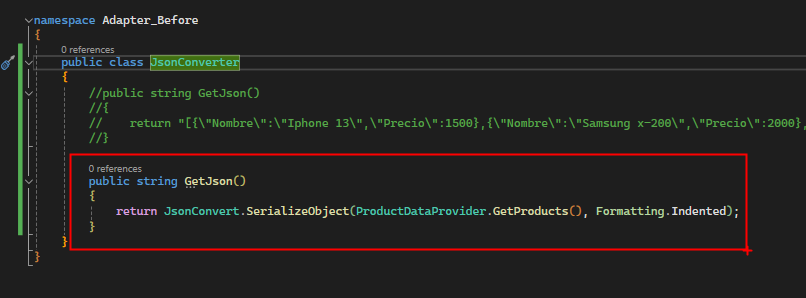 namespace Adapter_Before
{
0 references
public class JsonConverter
{
//public string GetJson()
//{
//    return "[{\"Nombre\":\"Iphone 13\",\"Precio\":1500},{\"Nombre\":\"Samsung x-200\",\"Precio\":2000},
//}
0 references
public string GetJson()
{
return JsonConvert.SerializeObject(ProductDataProvider.GetProducts(), Formatting.Indented);
}
}
}